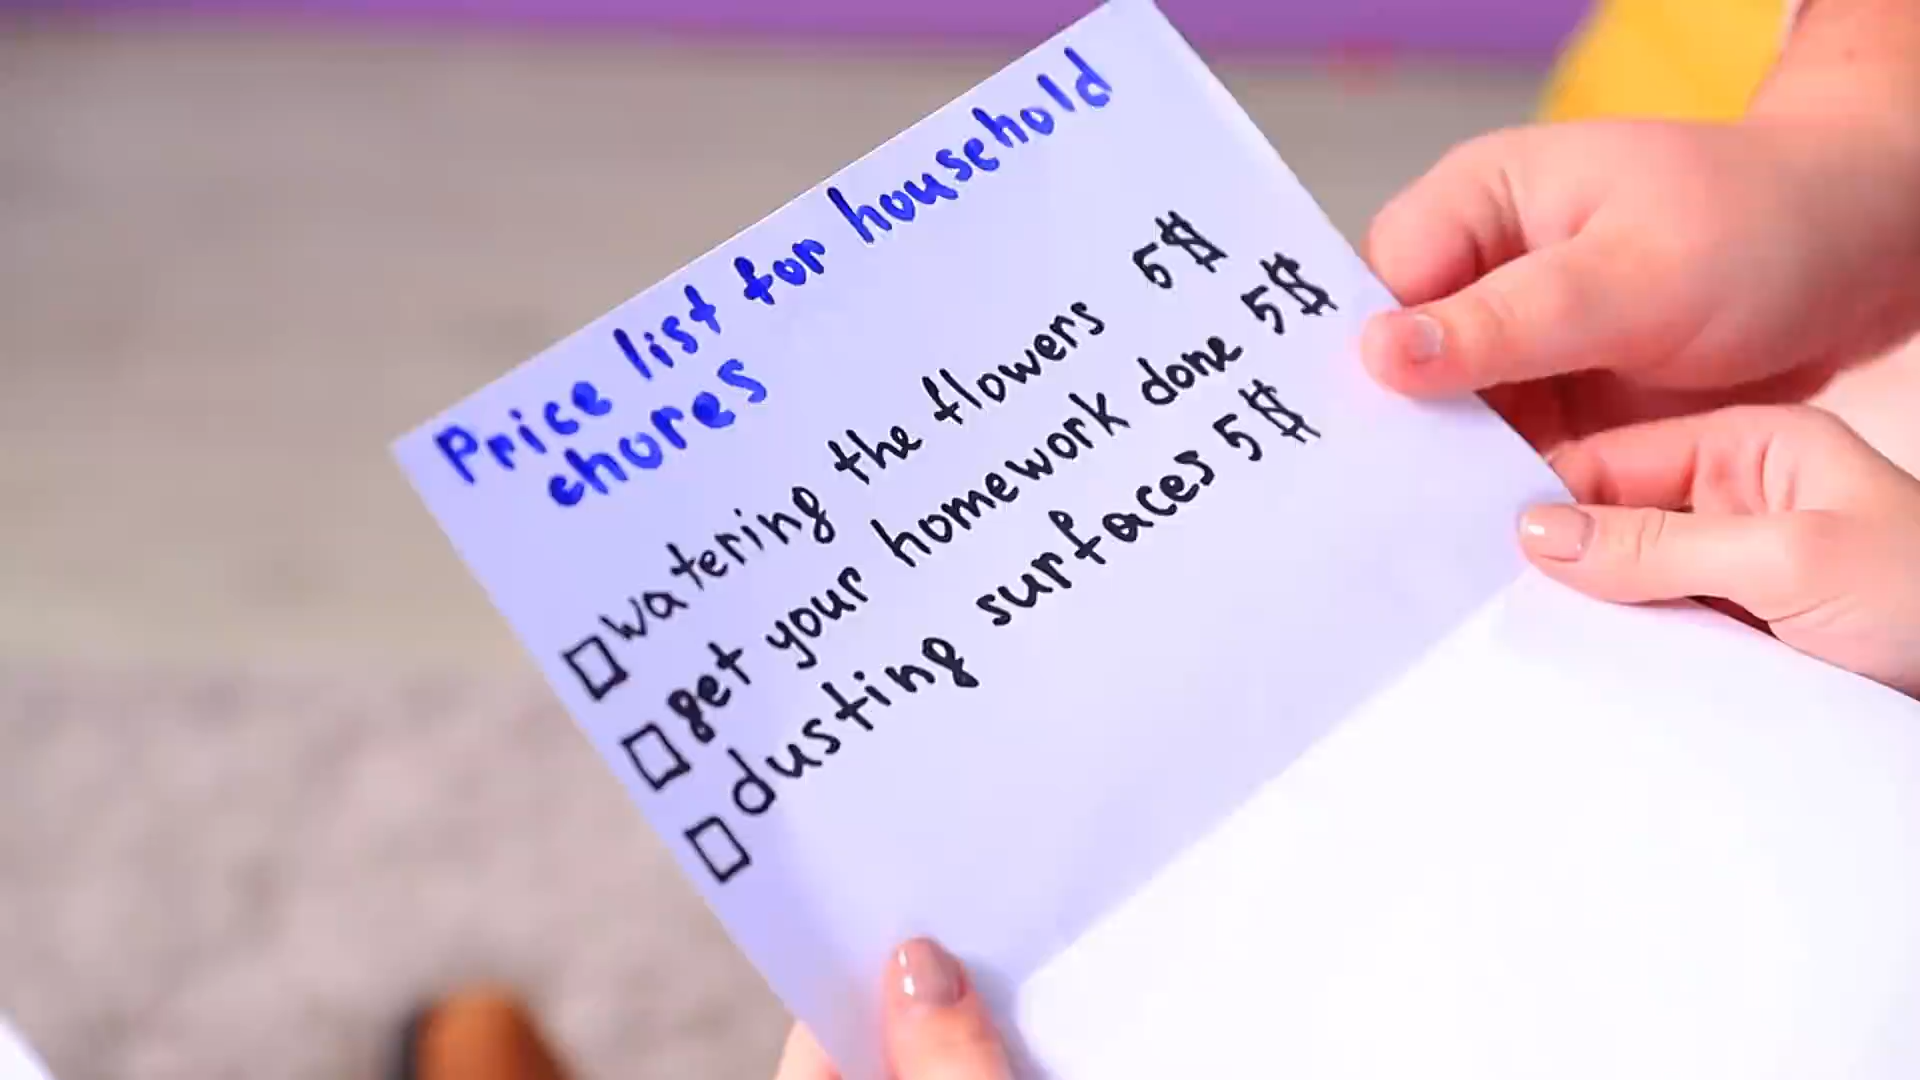 Price list for household
chores
□ watering the flowers 5$
□ get your homework done 5$
□ dusting surfaces 5$